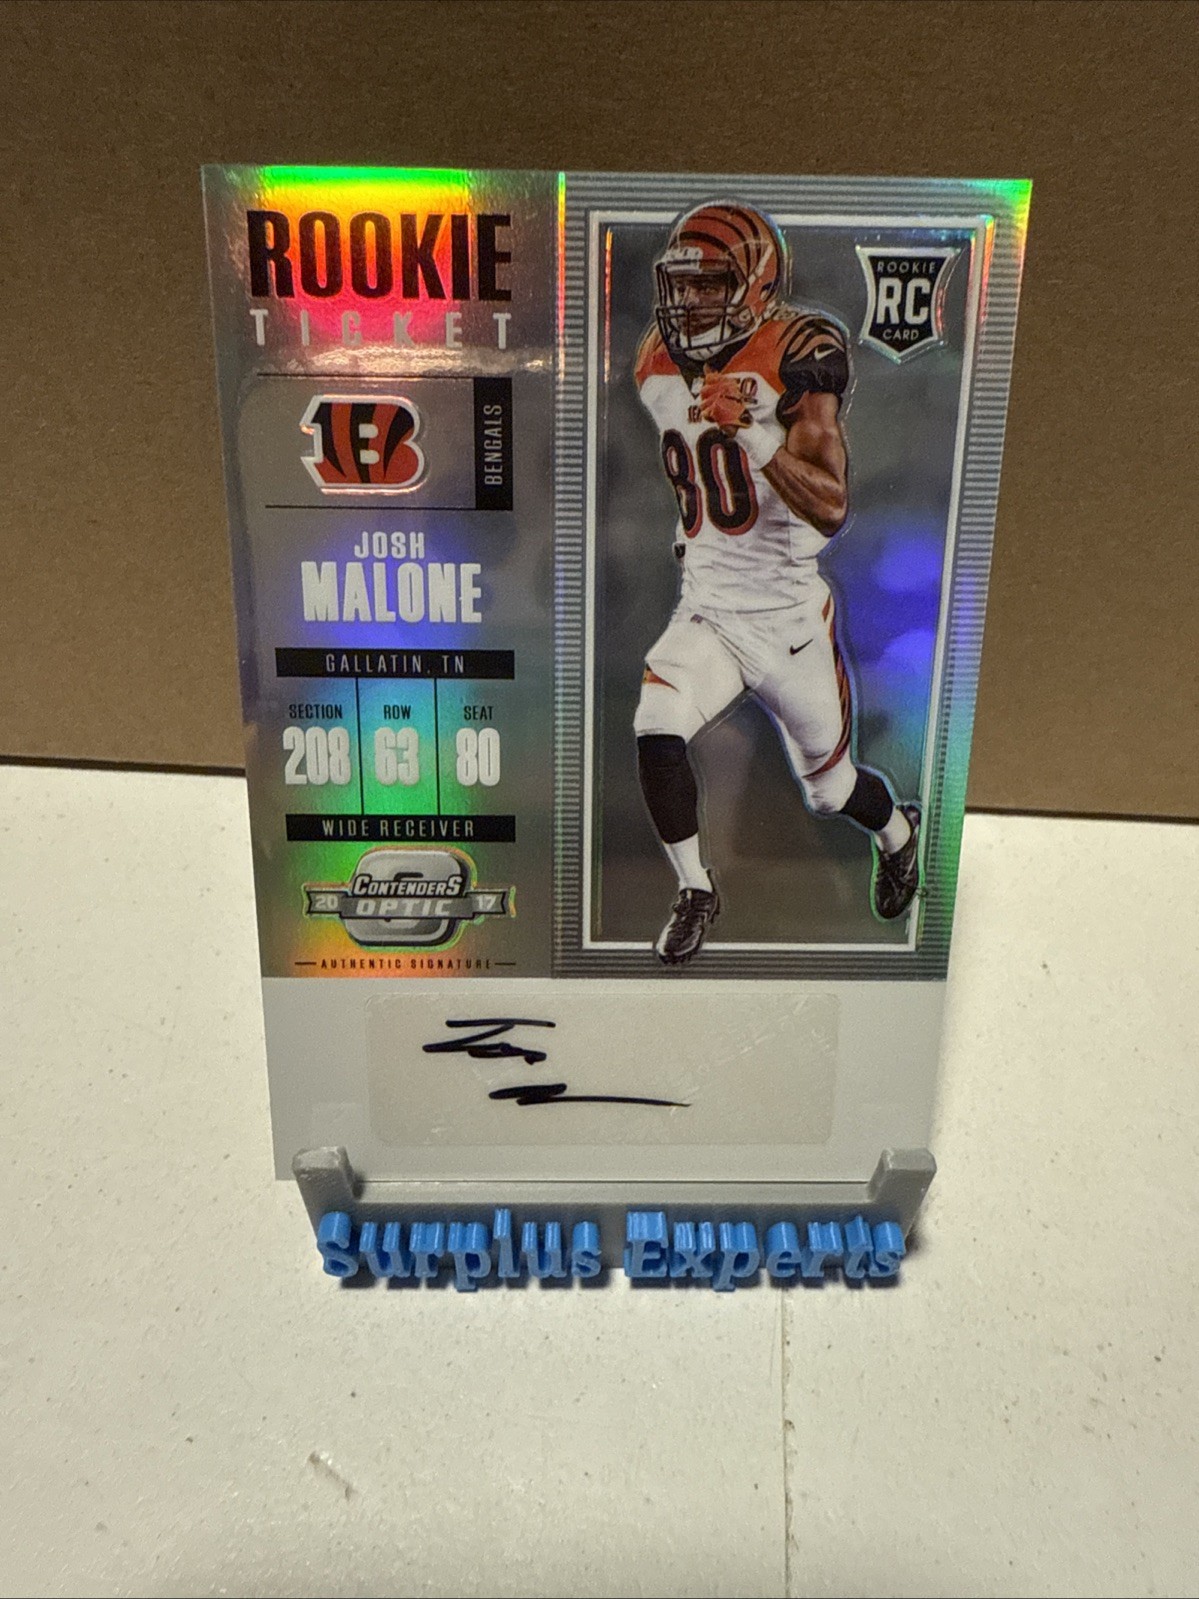 ROOKIE
TICKET
BENGALS
JOSH
MALONE
GALLATIN, TN
SECTION ROW SEAT
208 63 80
WIDE RECEIVER
CONTENDERS
20 OPTIC 17
AUTHENTIC SIGNATURE
ROOKIE
RC
CARD
80
Surplus Experts